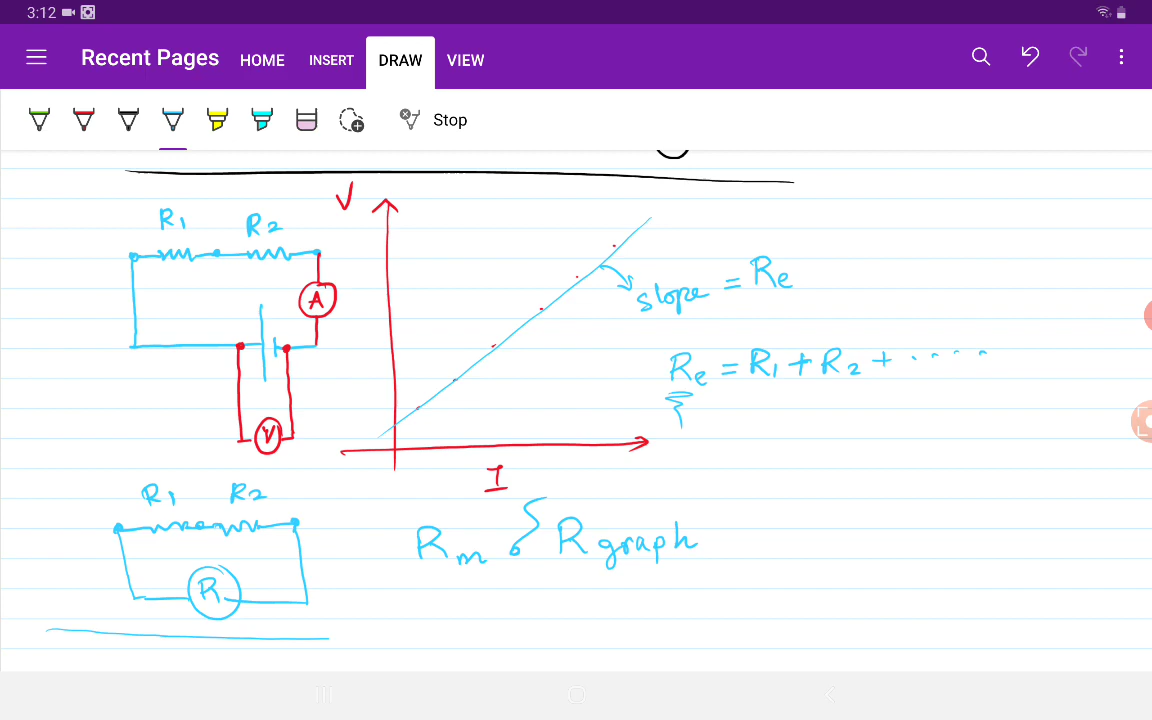 3:12
Recent Pages HOME INSERT DRAW VIEW
Stop
V
R1 R2
A
slope = Re
Re = R1 + R2 + ......
V
I
R1 R2
Rm & R graph
R